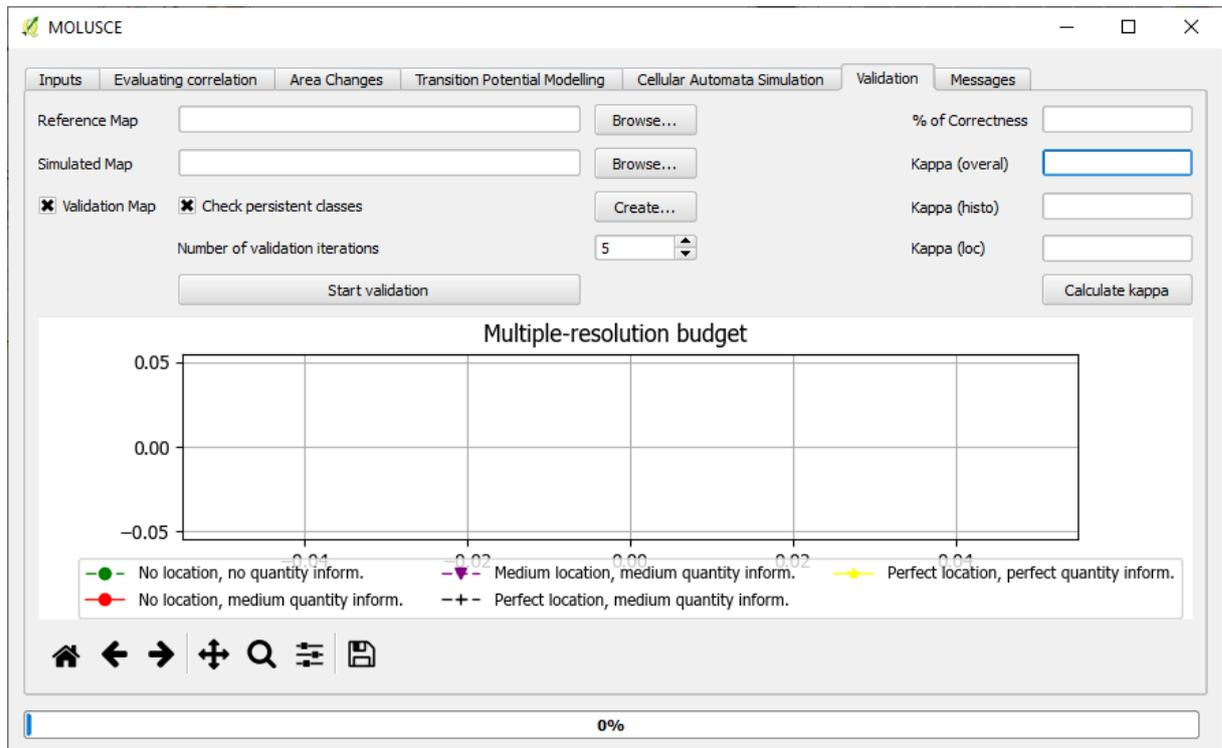 MOLUSCE
Inputs Evaluating correlation Area Changes Transition Potential Modelling Cellular Automata Simulation Validation Messages
Reference Map Browse... % of Correctness
Simulated Map Browse... Kappa (overal)
Validation Map Check persistent classes Create... Kappa (histo)
Number of validation iterations 5 Kappa (loc)
Start validation Calculate kappa
Multiple-resolution budget
0.05
0.00
−0.05
−0.04 −0.02 0.00 0.02 0.04
No location, no quantity inform. Medium location, medium quantity inform. Perfect location, perfect quantity inform.
No location, medium quantity inform. Perfect location, medium quantity inform.
0%